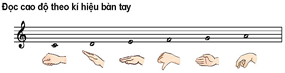 Đọc cao độ theo kí hiệu bàn tay